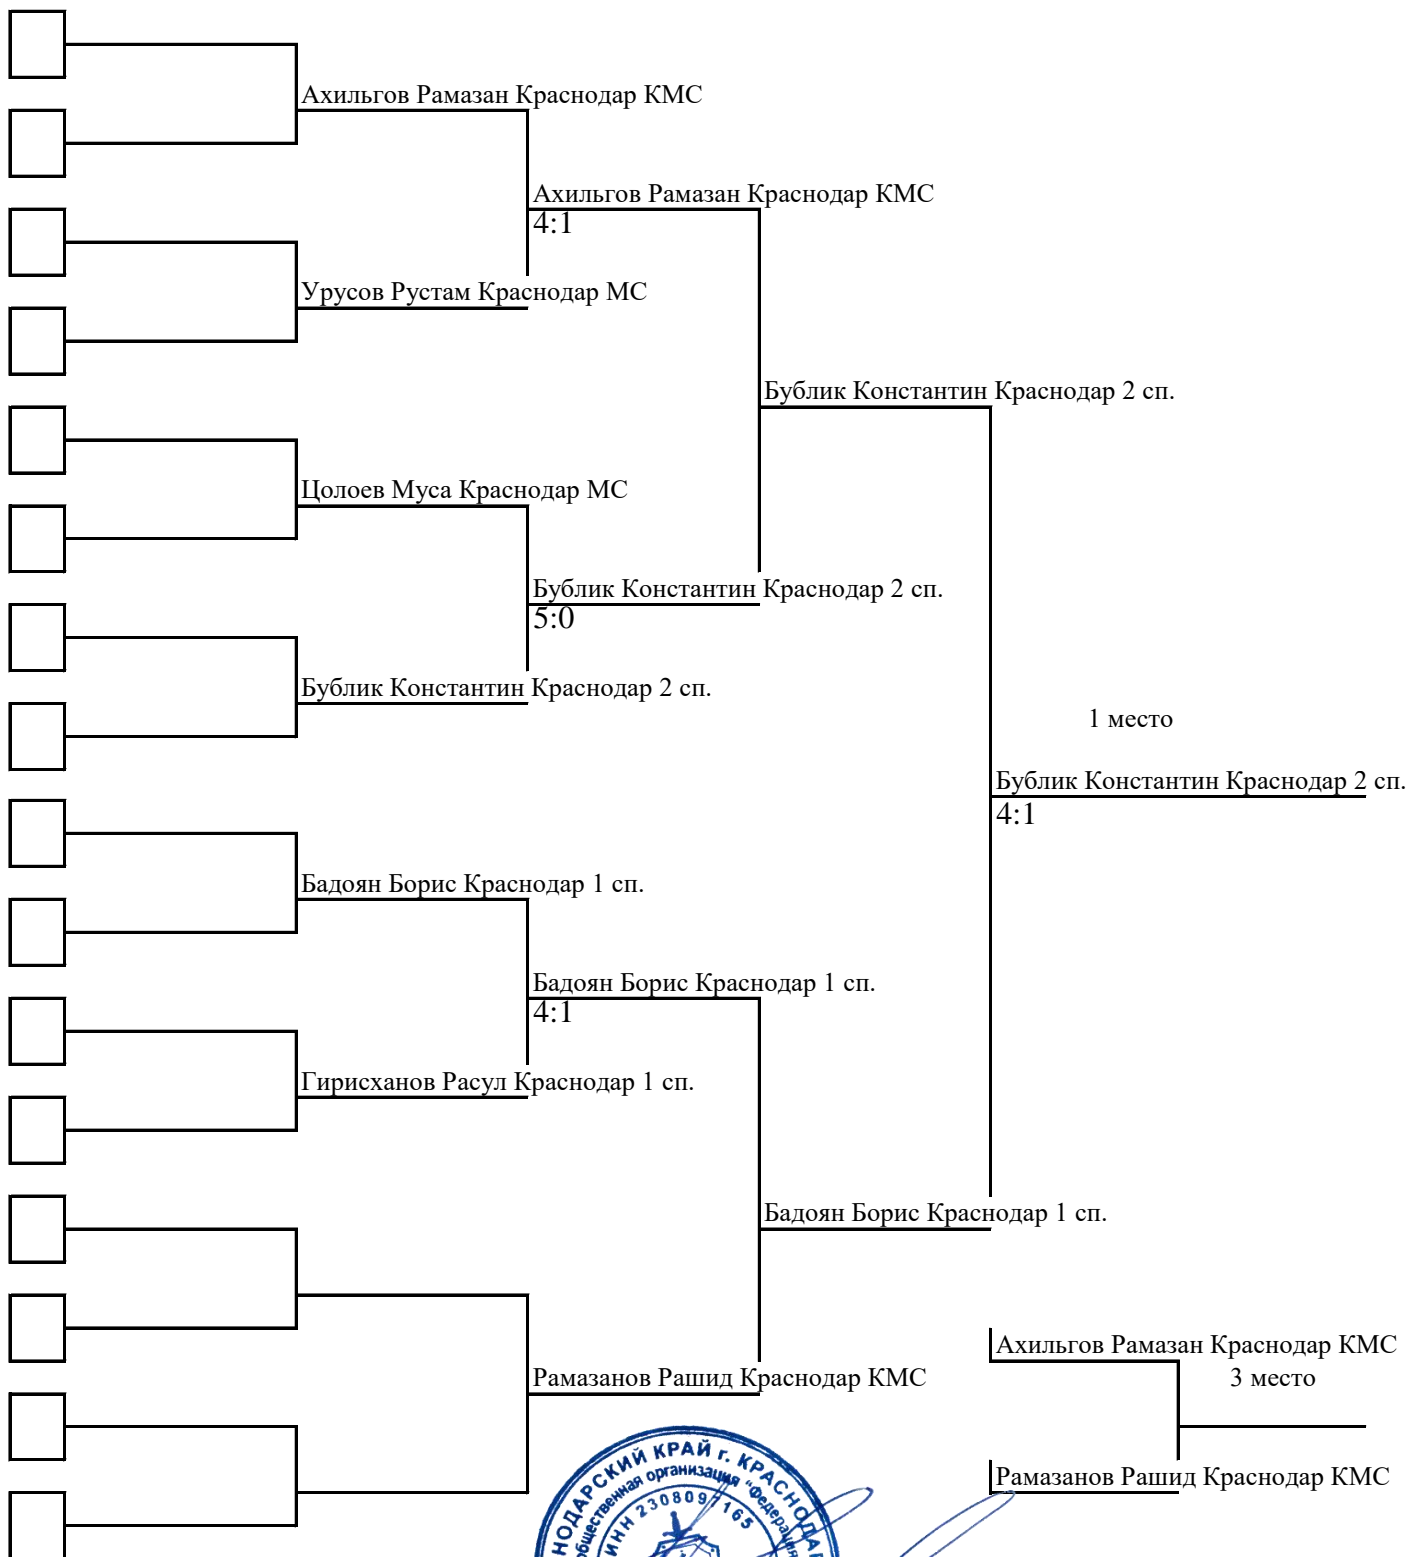 Ахильгов Рамазан Краснодар КМС
Ахильгов Рамазан Краснодар КМС
4:1
Урусов Рустам Краснодар МС
Бублик Константин Краснодар 2 сп.
Цолоев Муса Краснодар МС
Бублик Константин Краснодар 2 сп.
5:0
Бублик Константин Краснодар 2 сп.
1 место
Бублик Константин Краснодар 2 сп.
4:1
Бадоян Борис Краснодар 1 сп.
Бадоян Борис Краснодар 1 сп.
4:1
Гирисханов Расул Краснодар 1 сп.
Бадоян Борис Краснодар 1 сп.
Ахильгов Рамазан Краснодар КМС
3 место
Рамазанов Рашид Краснодар КМС
Рамазанов Рашид Краснодар КМС
КРАЙ г.
общественная организация "Федерация
ИНН 2308097165